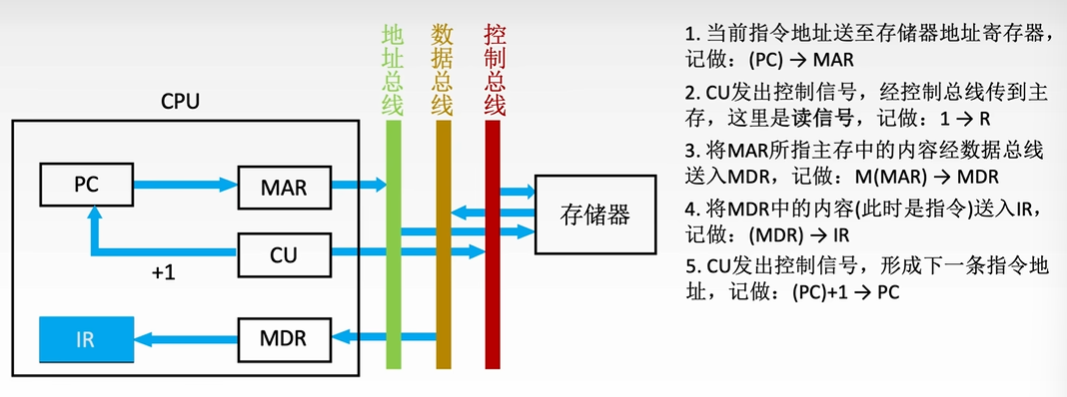 地址总线
数据总线
控制总线
CPU
PC
MAR
CU
+1
IR
MDR
存储器
1. 当前指令地址送至存储器地址寄存器，
记做：(PC) → MAR
2. CU发出控制信号，经控制总线传到主
存，这里是读信号，记做：1 → R
3. 将MAR所指主存中的内容经数据总线
送入MDR，记做：M(MAR) → MDR
4. 将MDR中的内容(此时是指令)送入IR，
记做：(MDR) → IR
5. CU发出控制信号，形成下一条指令地
址，记做：(PC)+1 → PC